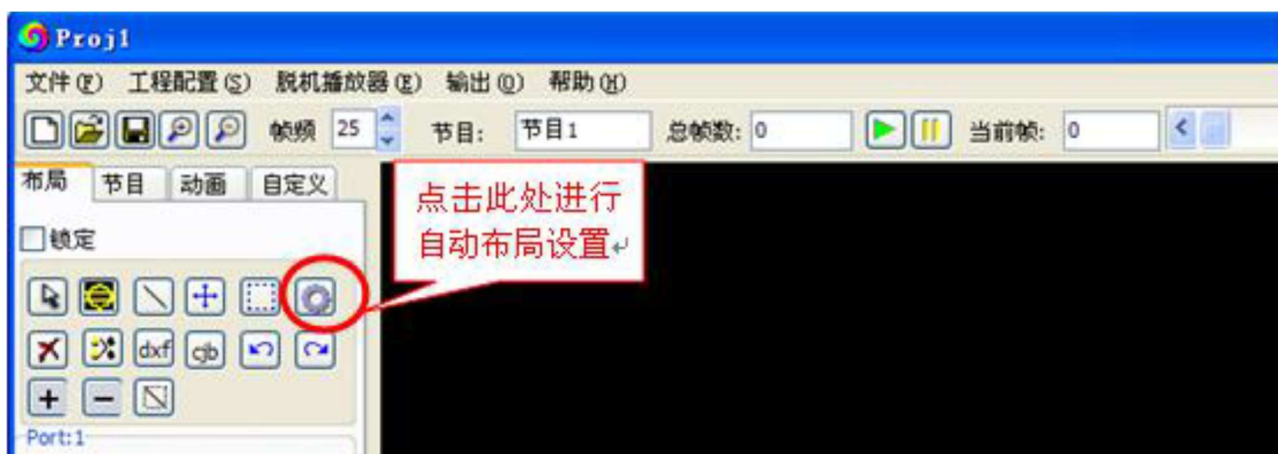 Proj1
文件(F) 工程配置(S) 脱机播放器(E) 输出(O) 帮助(H)
帧频 25 节目: 节目1 总帧数: 0 当前帧: 0
布局 节目 动画 自定义
点击此处进行
自动布局设置↵
锁定
dxf cjb
Port:1